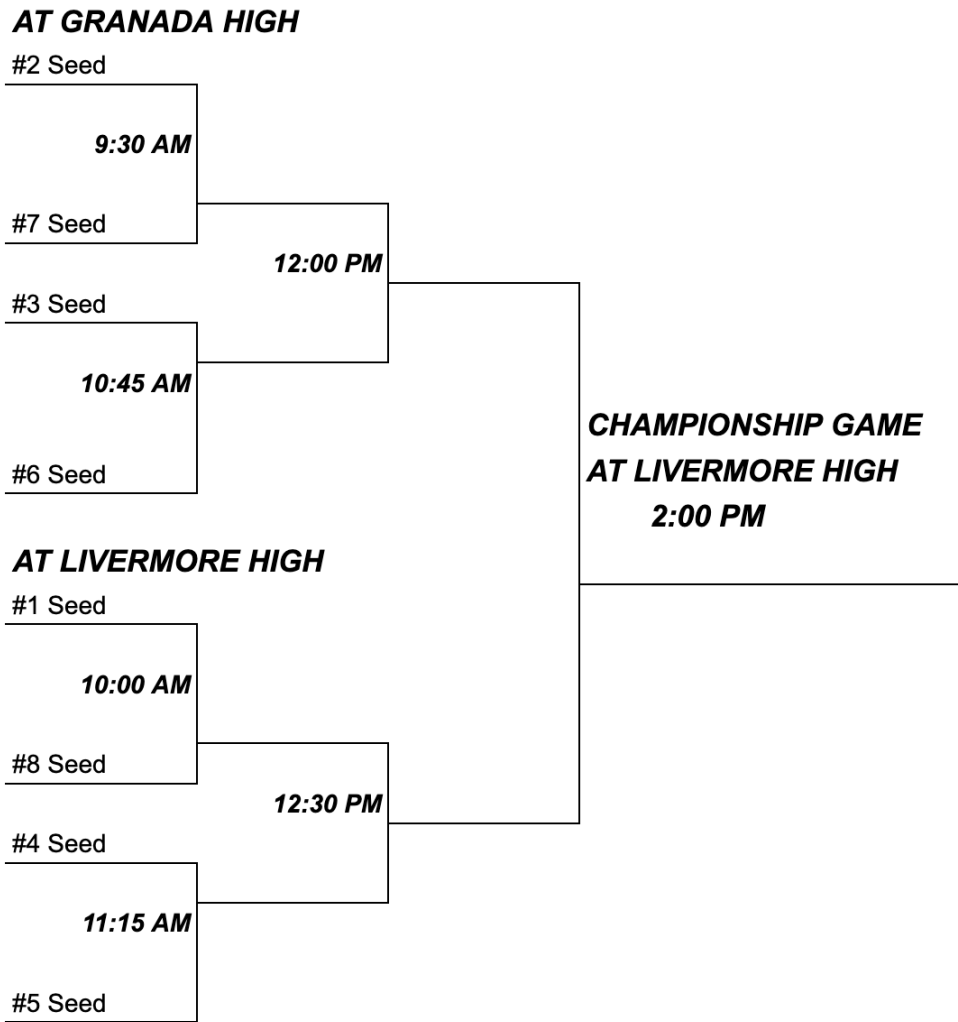 AT GRANADA HIGH
#2 Seed
9:30 AM
#7 Seed
12:00 PM
#3 Seed
10:45 AM
#6 Seed
CHAMPIONSHIP GAME
AT LIVERMORE HIGH
2:00 PM
AT LIVERMORE HIGH
#1 Seed
10:00 AM
#8 Seed
12:30 PM
#4 Seed
11:15 AM
#5 Seed